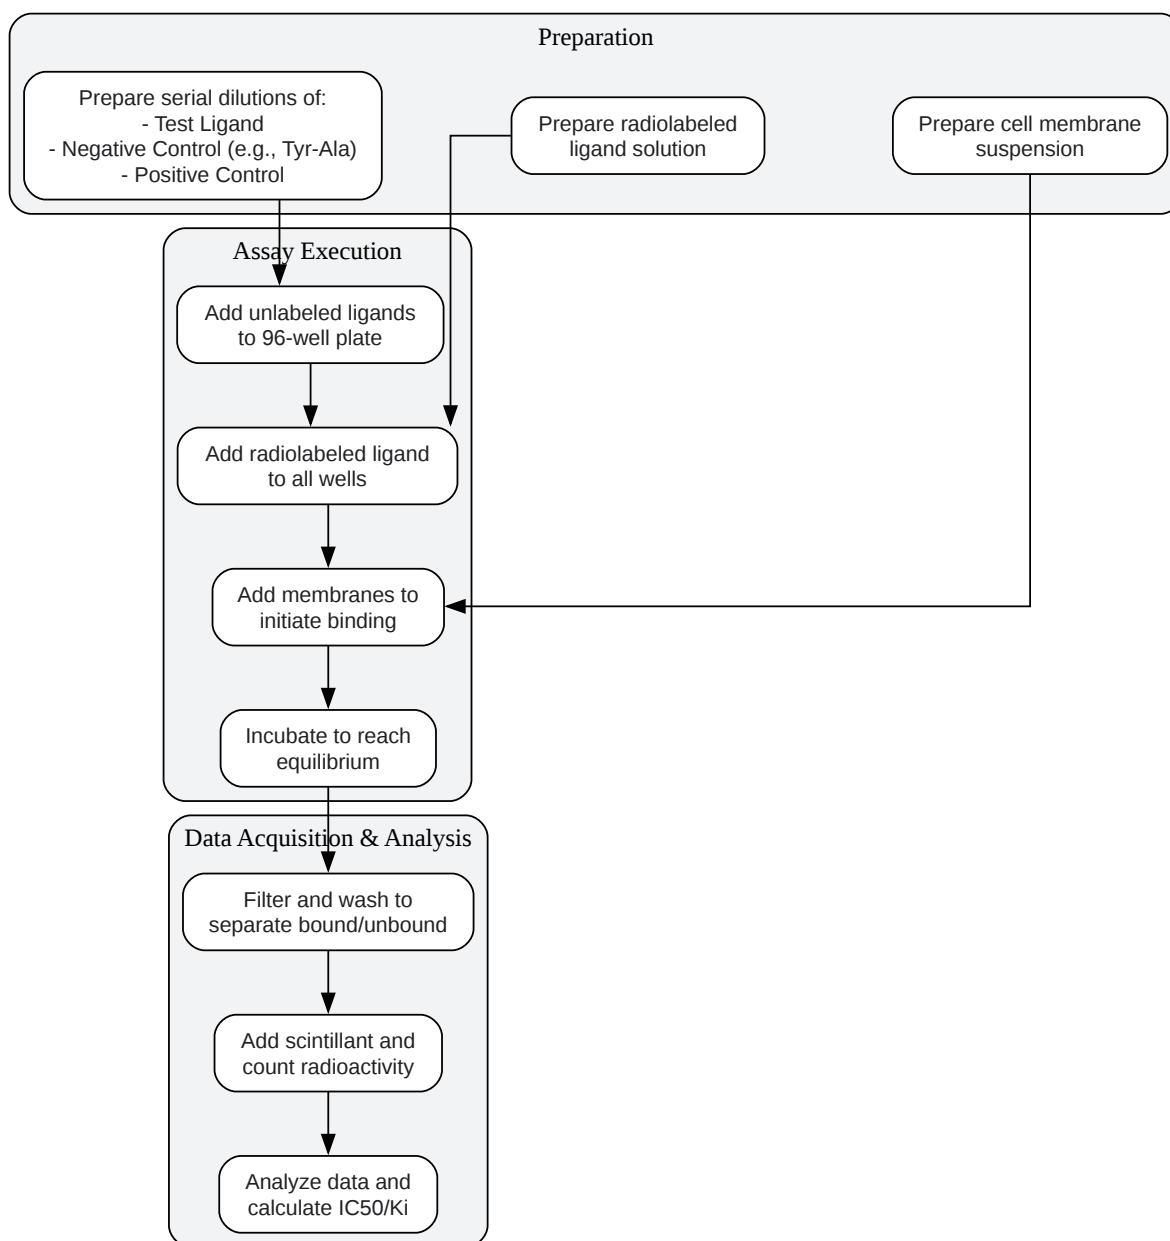 Preparation
Prepare serial dilutions of:
- Test Ligand
- Negative Control (e.g., Tyr-Ala)
- Positive Control
Prepare radiolabeled
ligand solution
Prepare cell membrane
suspension
Assay Execution
Add unlabeled ligands
to 96-well plate
Add radiolabeled ligand
to all wells
Add membranes to
initiate binding
Incubate to reach
equilibrium
Data Acquisition & Analysis
Filter and wash to
separate bound/unbound
Add scintillant and
count radioactivity
Analyze data and
calculate IC50/Ki